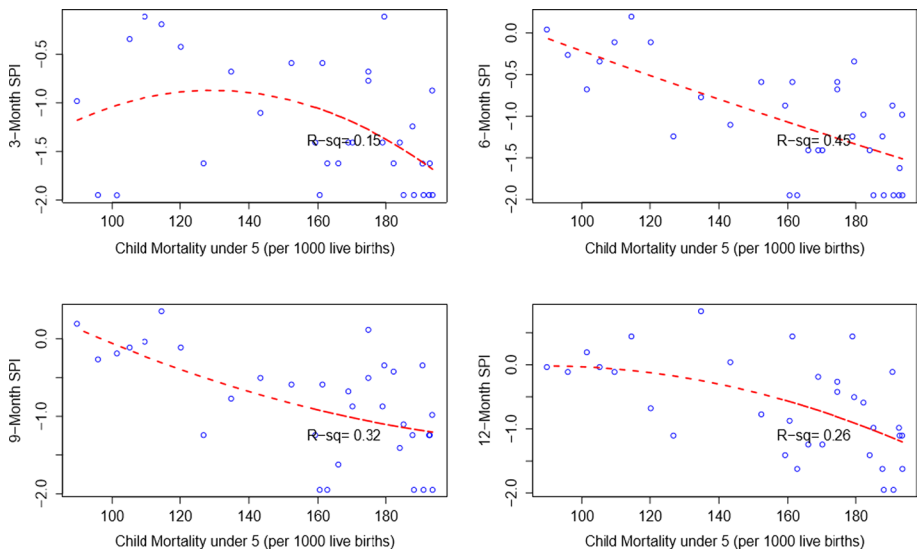 3−Month SPI
−0.5
−1.0
−1.5
−2.0
R−sq= 0.15
100 120 140 160 180
Child Mortality under 5 (per 1000 live births)
6−Month SPI
0.0
−0.5
−1.0
−1.5
−2.0
R−sq= 0.45
100 120 140 160 180
Child Mortality under 5 (per 1000 live births)
9−Month SPI
0.0
−1.0
−2.0
R−sq= 0.32
100 120 140 160 180
Child Mortality under 5 (per 1000 live births)
12−Month SPI
0.0
−1.0
−2.0
R−sq= 0.26
100 120 140 160 180
Child Mortality under 5 (per 1000 live births)